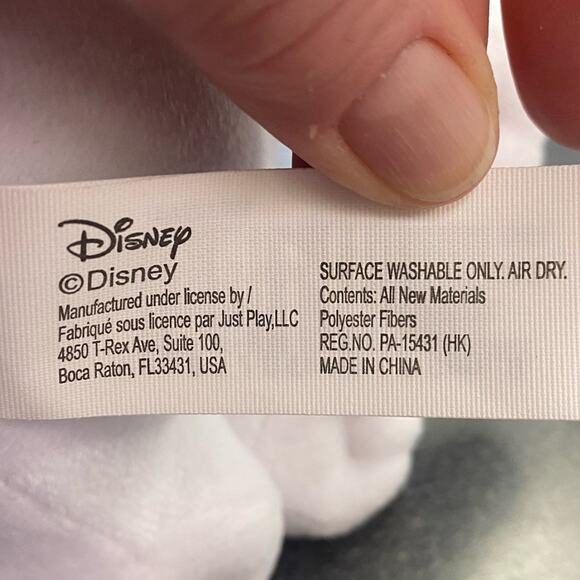 Disney
©Disney
Manufactured under license by /
Fabriqué sous licence par Just Play,LLC
4850 T-Rex Ave, Suite 100,
Boca Raton, FL33431, USA
SURFACE WASHABLE ONLY. AIR DRY.
Contents: All New Materials
Polyester Fibers
REG.NO. PA-15431 (HK)
MADE IN CHINA